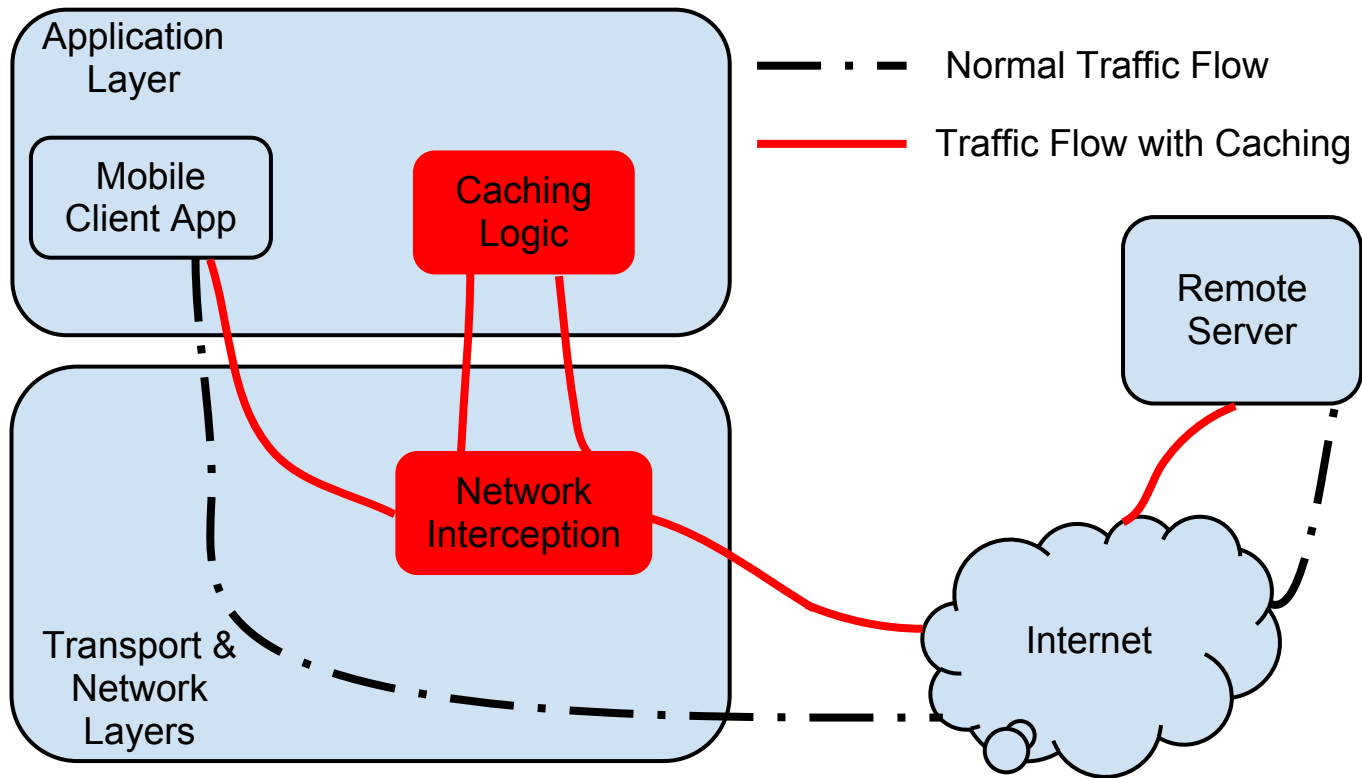 Application
Layer
Normal Traffic Flow
Traffic Flow with Caching
Mobile
Client App
Caching
Logic
Remote
Server
Network
Interception
Internet
Transport &
Network
Layers